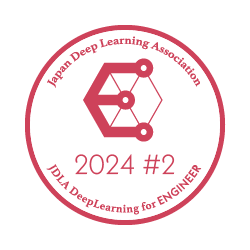 Japan Deep Learning Association
2024 #2
JDLA DeepLearning for ENGINEER